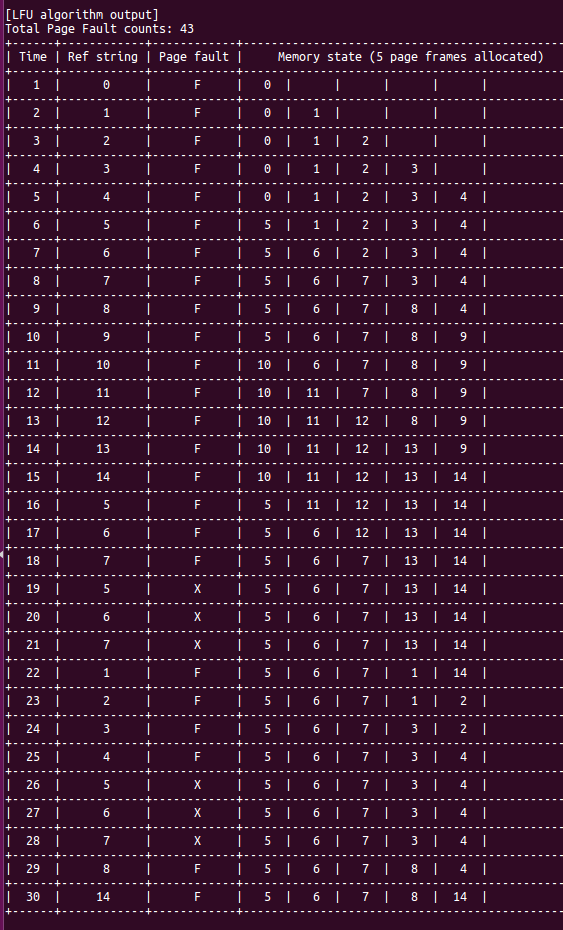 [LFU algorithm output]
Total Page Fault counts: 43
+------+------------+------------+-----------------------------------------
| Time | Ref string | Page fault |     Memory state (5 page frames allocated)
| 1 | 0 | F | 0 | | | | |
| 2 | 1 | F | 0 | 1 | | | |
| 3 | 2 | F | 0 | 1 | 2 | | |
| 4 | 3 | F | 0 | 1 | 2 | 3 | |
| 5 | 4 | F | 0 | 1 | 2 | 3 | 4 |
| 6 | 5 | F | 5 | 1 | 2 | 3 | 4 |
| 7 | 6 | F | 5 | 6 | 2 | 3 | 4 |
| 8 | 7 | F | 5 | 6 | 7 | 3 | 4 |
| 9 | 8 | F | 5 | 6 | 7 | 8 | 4 |
| 10 | 9 | F | 5 | 6 | 7 | 8 | 9 |
| 11 | 10 | F | 10 | 6 | 7 | 8 | 9 |
| 12 | 11 | F | 10 | 11 | 7 | 8 | 9 |
| 13 | 12 | F | 10 | 11 | 12 | 8 | 9 |
| 14 | 13 | F | 10 | 11 | 12 | 13 | 9 |
| 15 | 14 | F | 10 | 11 | 12 | 13 | 14 |
| 16 | 5 | F | 5 | 11 | 12 | 13 | 14 |
| 17 | 6 | F | 5 | 6 | 12 | 13 | 14 |
| 18 | 7 | F | 5 | 6 | 7 | 13 | 14 |
| 19 | 5 | X | 5 | 6 | 7 | 13 | 14 |
| 20 | 6 | X | 5 | 6 | 7 | 13 | 14 |
| 21 | 7 | X | 5 | 6 | 7 | 13 | 14 |
| 22 | 1 | F | 5 | 6 | 7 | 1 | 14 |
| 23 | 2 | F | 5 | 6 | 7 | 1 | 2 |
| 24 | 3 | F | 5 | 6 | 7 | 3 | 2 |
| 25 | 4 | F | 5 | 6 | 7 | 3 | 4 |
| 26 | 5 | X | 5 | 6 | 7 | 3 | 4 |
| 27 | 6 | X | 5 | 6 | 7 | 3 | 4 |
| 28 | 7 | X | 5 | 6 | 7 | 3 | 4 |
| 29 | 8 | F | 5 | 6 | 7 | 8 | 4 |
| 30 | 14 | F | 5 | 6 | 7 | 8 | 14 |